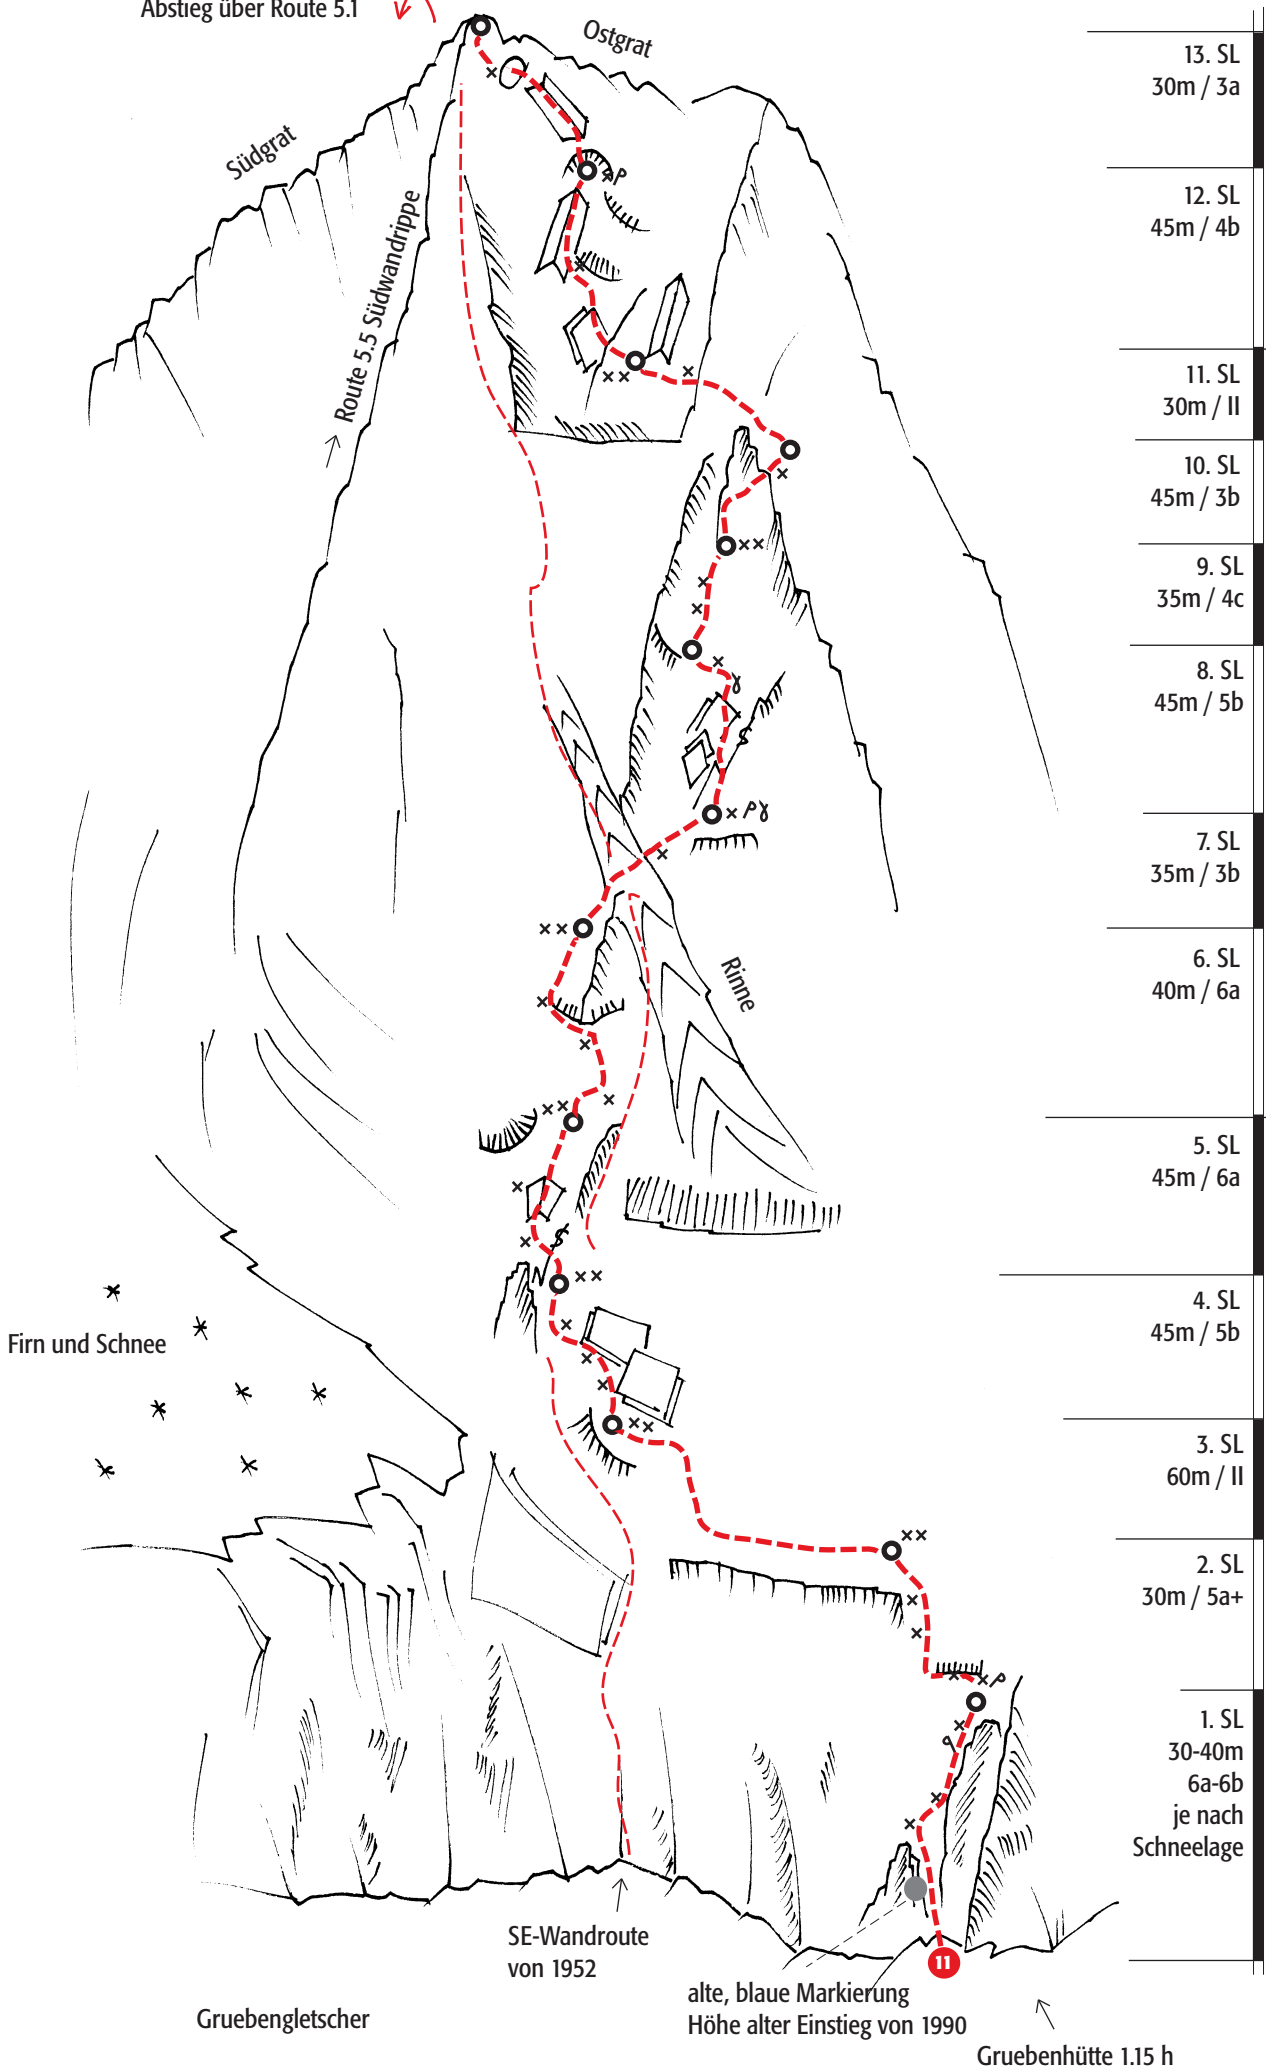 Abstieg über Route 5.1
Ostgrat
Südgrat
Route 5.5 Südwandrippe
13. SL
30m / 3a
12. SL
45m / 4b
11. SL
30m / II
10. SL
45m / 3b
9. SL
35m / 4c
8. SL
45m / 5b
7. SL
35m / 3b
6. SL
40m / 6a
Rinne
5. SL
45m / 6a
4. SL
45m / 5b
Firn und Schnee
3. SL
60m / II
2. SL
30m / 5a+
1. SL
30-40m
6a-6b
je nach
Schneelage
SE-Wandroute
von 1952
11
alte, blaue Markierung
Höhe alter Einstieg von 1990
Gruebengletscher
Gruebenhütte 1.15 h